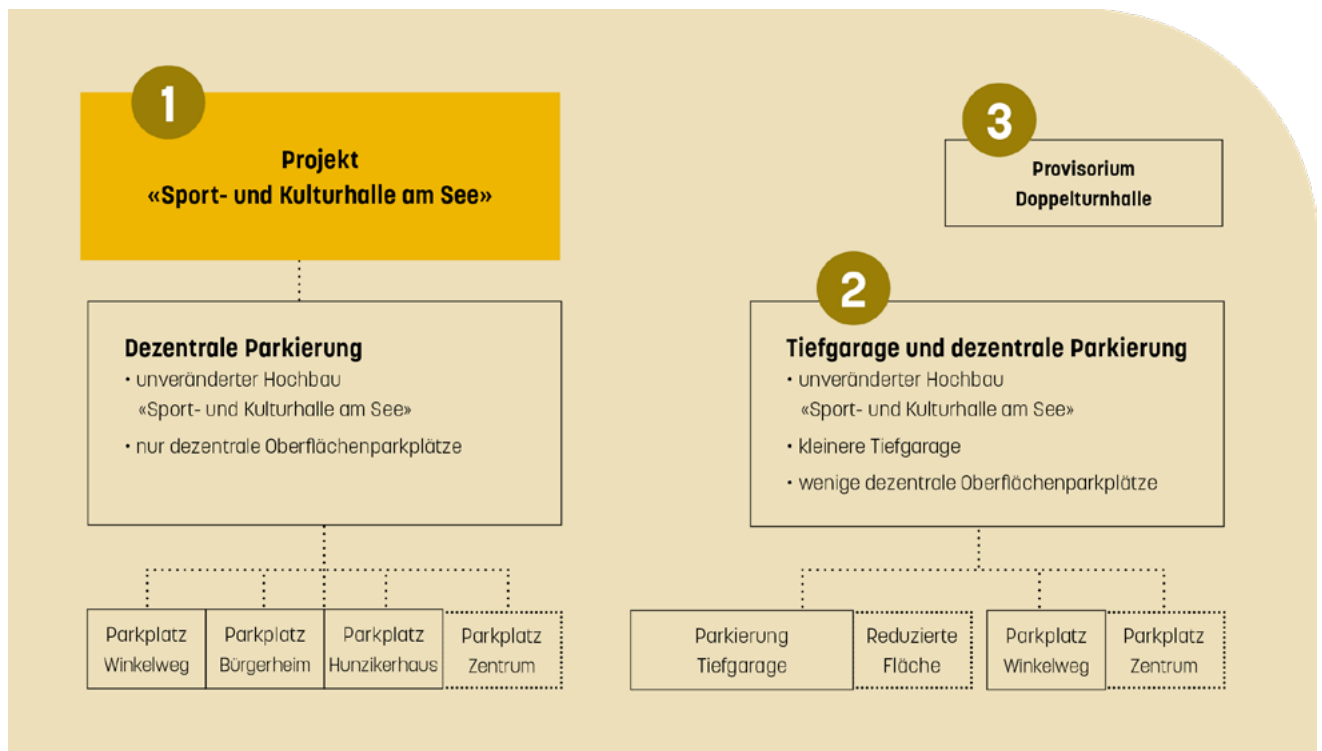 1
Projekt
«Sport- und Kulturhalle am See»
Dezentrale Parkierung
• unveränderter Hochbau
«Sport- und Kulturhalle am See»
• nur dezentrale Oberflächenparkplätze
Parkplatz
Winkelweg
Parkplatz
Bürgerheim
Parkplatz
Hunzikerhaus
Parkplatz
Zentrum
3
Provisorium
Doppelturnhalle
2
Tiefgarage und dezentrale Parkierung
• unveränderter Hochbau
«Sport- und Kulturhalle am See»
• kleinere Tiefgarage
• wenige dezentrale Oberflächenparkplätze
Parkierung
Tiefgarage
Reduzierte
Fläche
Parkplatz
Winkelweg
Parkplatz
Zentrum